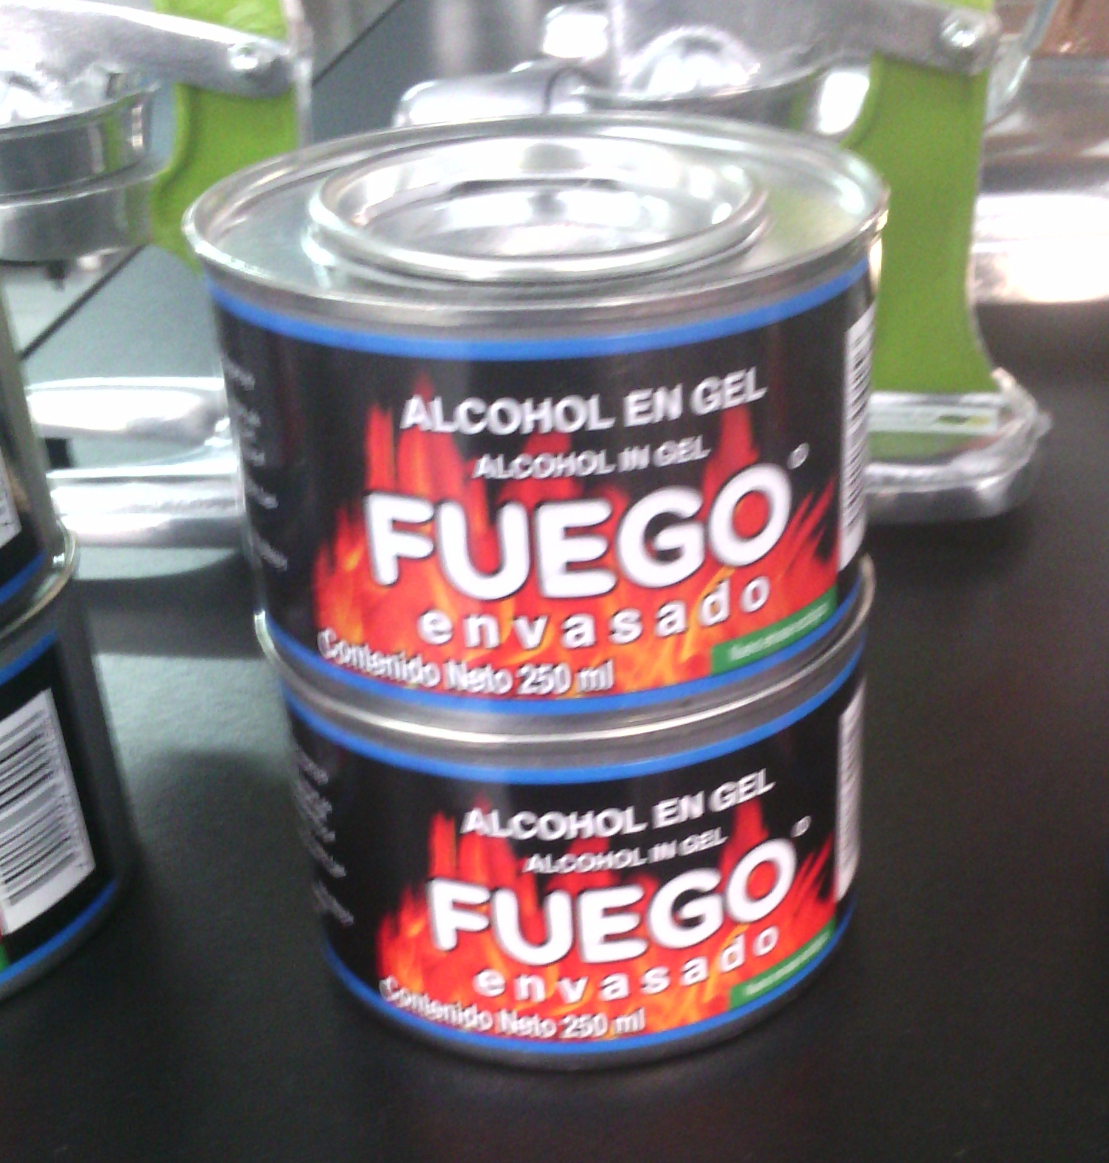 ALCOHOL EN GEL
ALCOHOL IN GEL
FUEGO
envasado
Contenido Neto 250 ml
ALCOHOL EN GEL
ALCOHOL IN GEL
FUEGO
envasado
Contenido Neto 250 ml